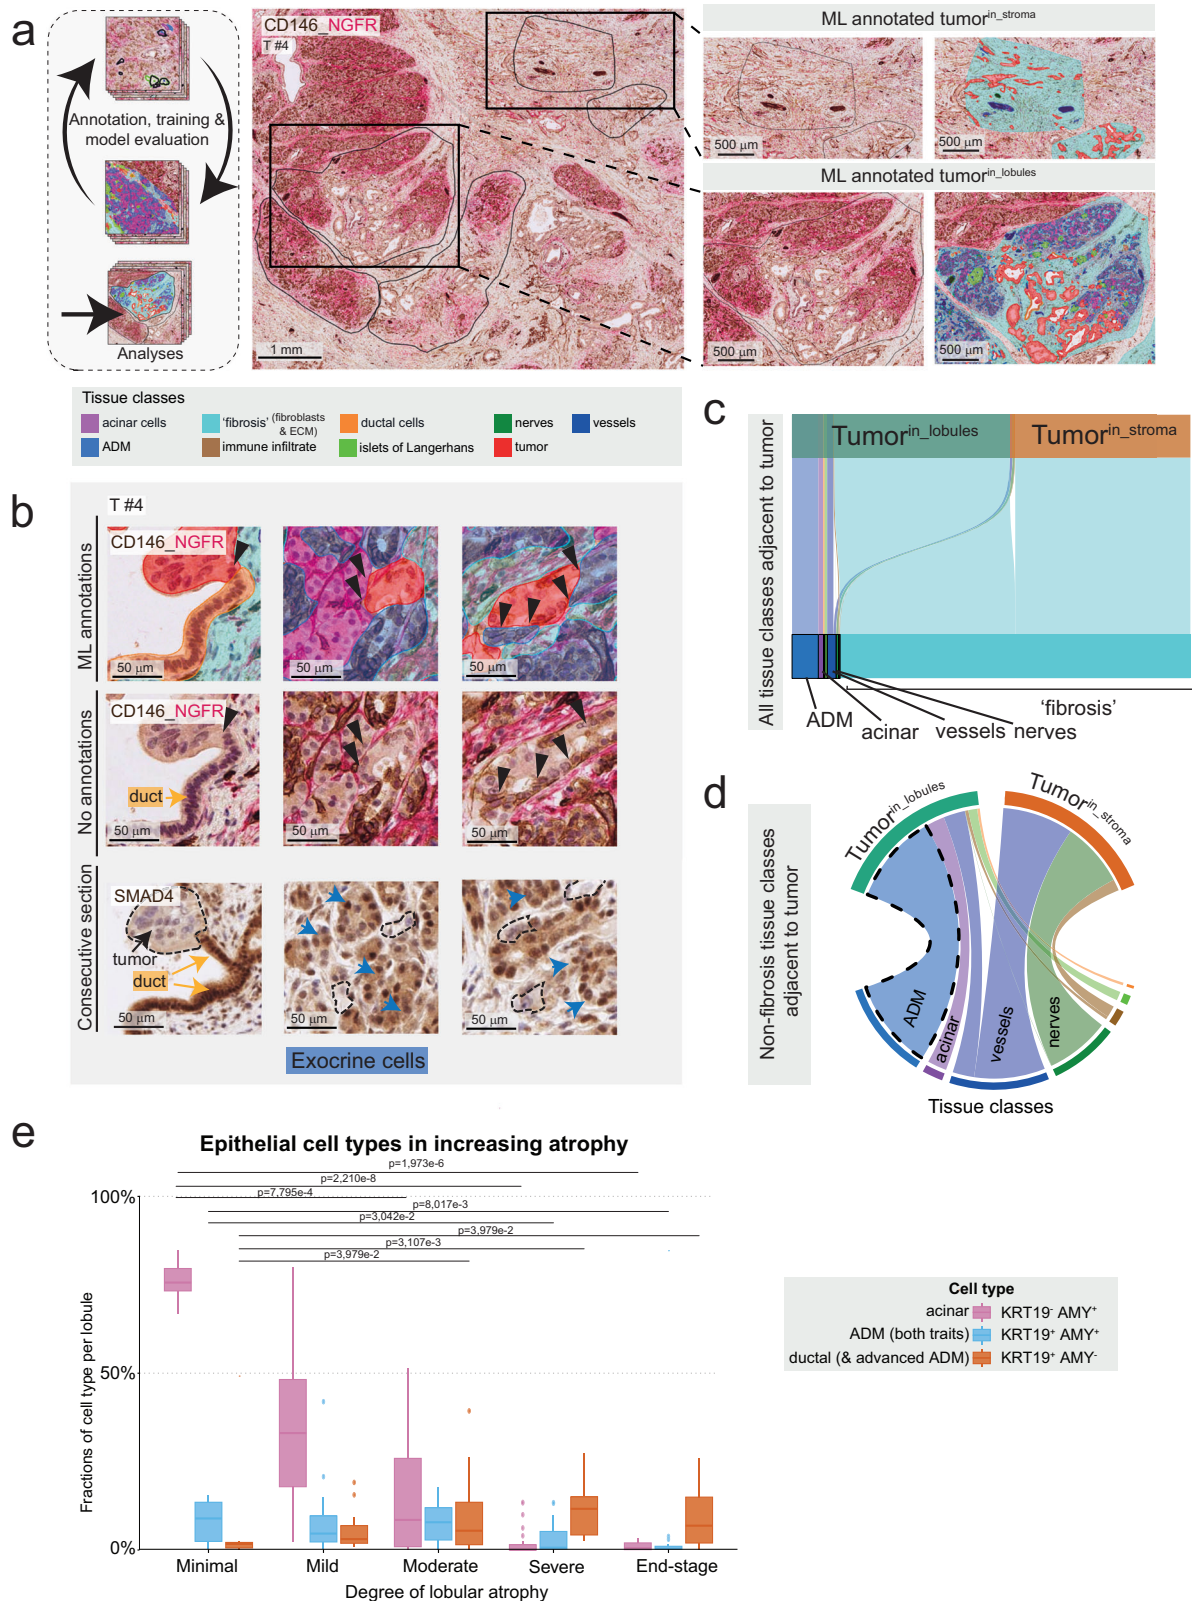 a
Annotation, training &
model evaluation
Analyses
CD146_NGFR
T #4
1 mm
ML annotated tumor^in_stroma
500 µm
500 µm
ML annotated tumor^in_lobules
500 µm
500 µm
Tissue classes
acinar cells
'fibrosis' (fibroblasts
& ECM)
ductal cells
nerves
vessels
ADM
immune infiltrate
islets of Langerhans
tumor
b
T #4
ML annotations
CD146_NGFR
50 µm
50 µm
50 µm
No annotations
CD146_NGFR
duct
50 µm
50 µm
50 µm
Consecutive section
SMAD4
tumor
duct
50 µm
50 µm
50 µm
Exocrine cells
c
All tissue classes adjacent to tumor
Tumor^in_lobules
Tumor^in_stroma
'fibrosis'
ADM
acinar
vessels
nerves
d
Non-fibrosis tissue classes
adjacent to tumor
Tumor^in_lobules
Tumor^in_stroma
ADM
acinar
vessels
nerves
Tissue classes
e
Epithelial cell types in increasing atrophy
p=1,973e-6
p=2,210e-8
p=7,795e-4
p=8,017e-3
p=3,042e-2
p=3,979e-2
p=3,107e-3
p=3,979e-2
100%
50%
0%
Fractions of cell type per lobule
Minimal
Mild
Moderate
Severe
End-stage
Degree of lobular atrophy
Cell type
acinar KRT19⁻ AMY⁺
ADM (both traits) KRT19⁺ AMY⁺
ductal (& advanced ADM) KRT19⁺ AMY⁻